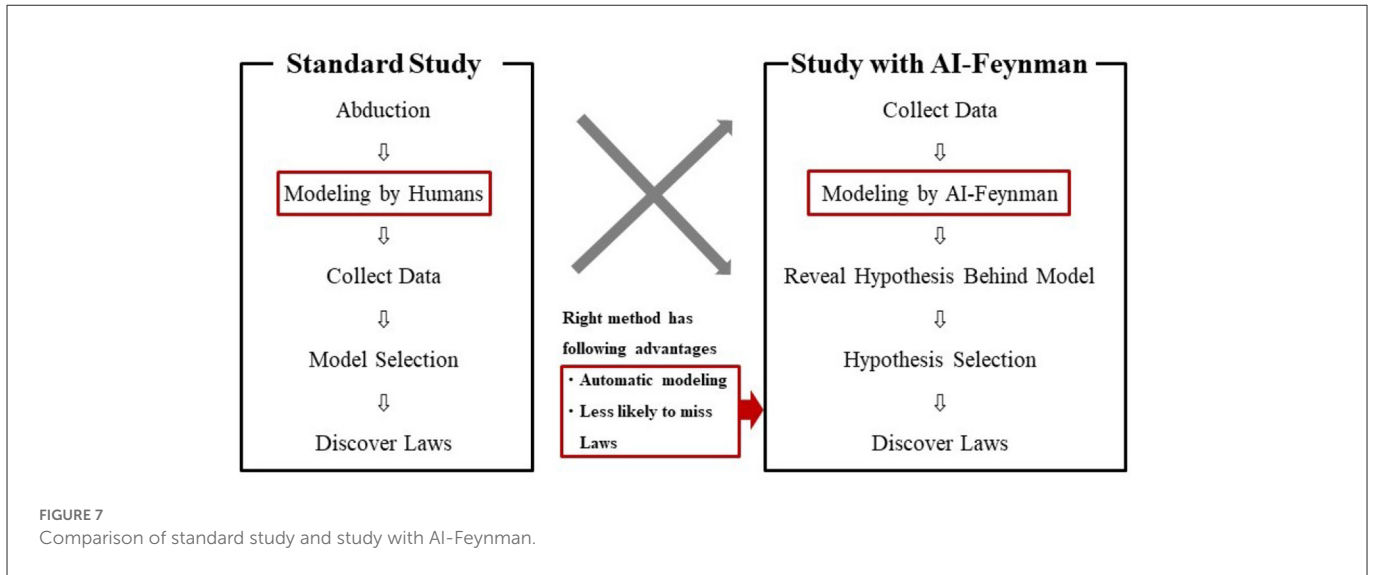 Standard Study
Abduction
⇩
Modeling by Humans
⇩
Collect Data
⇩
Model Selection
⇩
Discover Laws
Right method has
following advantages
・Automatic modeling
・Less likely to miss
Laws
Study with AI-Feynman
Collect Data
⇩
Modeling by AI-Feynman
⇩
Reveal Hypothesis Behind Model
⇩
Hypothesis Selection
⇩
Discover Laws
FIGURE 7
Comparison of standard study and study with AI-Feynman.